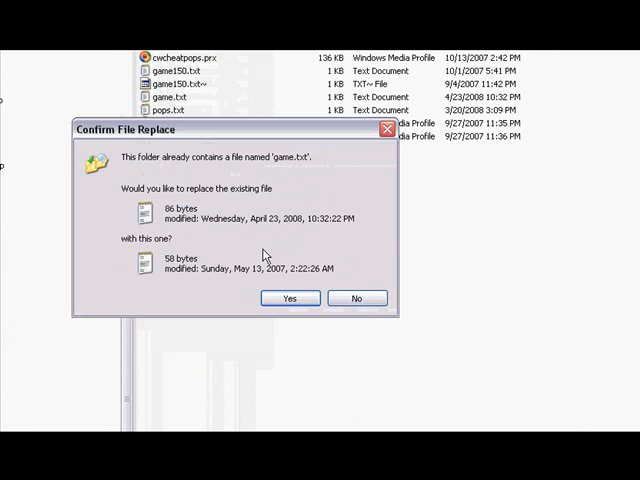 cwcheatpops.prx 136 KB Windows Media Profile 10/13/2007 2:42 PM
game150.txt 1 KB Text Document 10/1/2007 5:41 PM
game150.txt~ 1 KB TXT~ File 9/4/2007 11:42 PM
game.txt 1 KB Text Document 4/23/2008 10:32 PM
pops.txt 1 KB Text Document 3/20/2008 3:09 PM
dia Profile 9/27/2007 11:35 PM
dia Profile 9/27/2007 11:36 PM
Confirm File Replace
This folder already contains a file named 'game.txt'.
Would you like to replace the existing file
86 bytes
modified: Wednesday, April 23, 2008, 10:32:22 PM
with this one?
58 bytes
modified: Sunday, May 13, 2007, 2:22:26 AM
Yes No